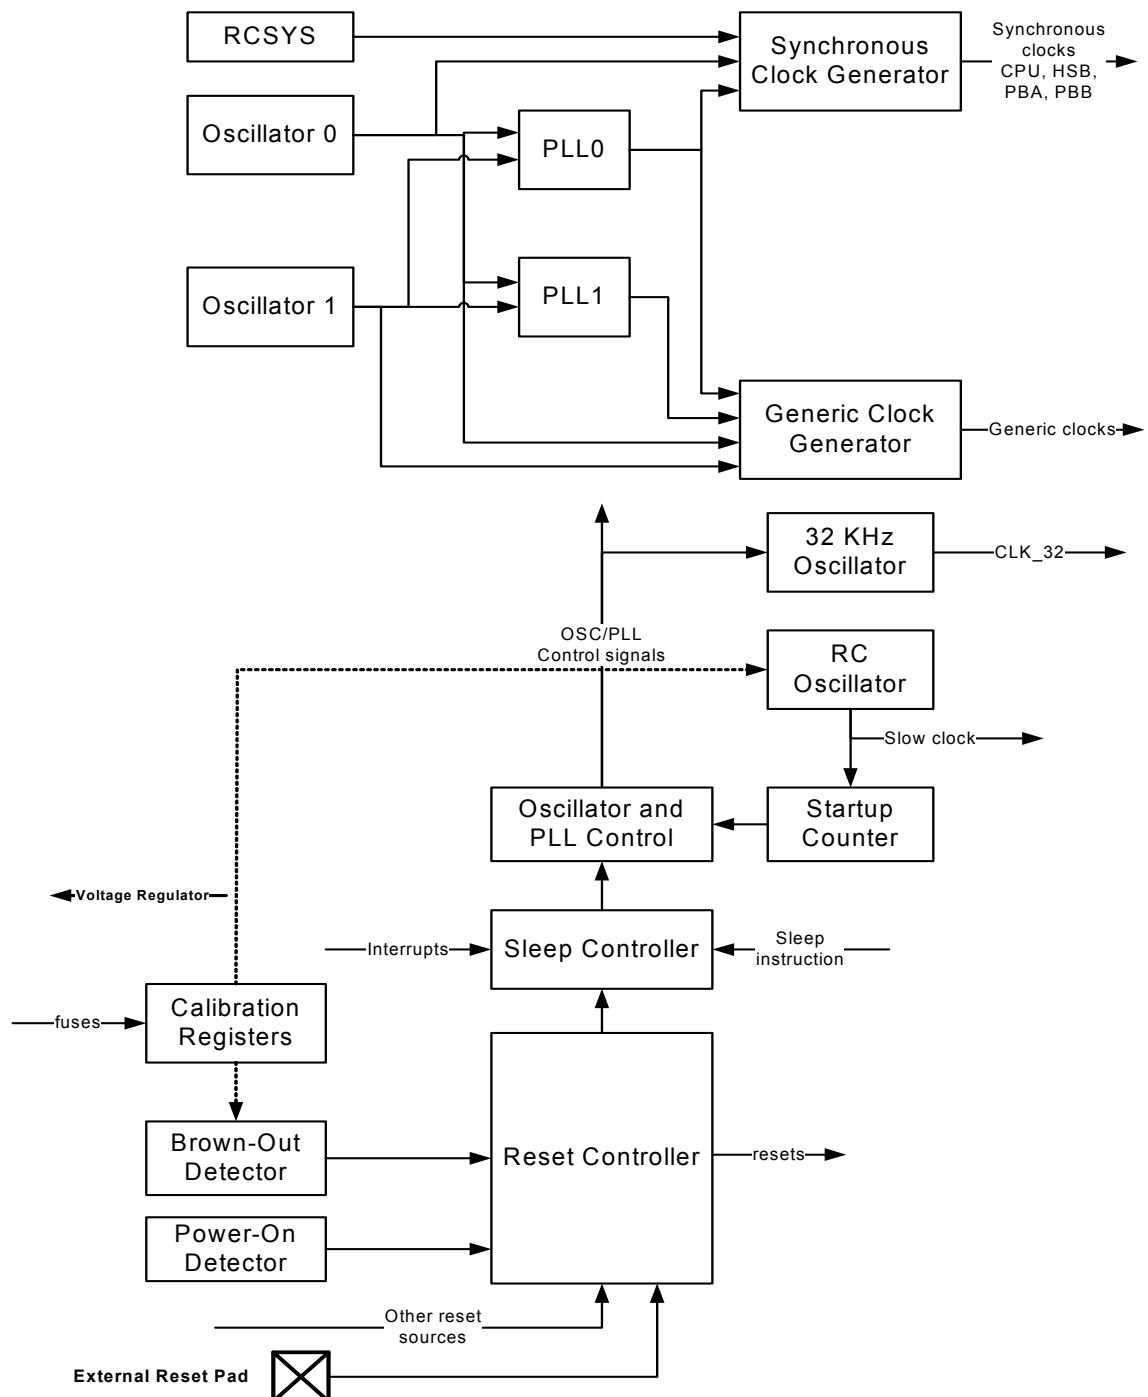 RCSYS
Synchronous
Clock Generator
Synchronous
clocks
CPU, HSB,
PBA, PBB
Oscillator 0
PLL0
Oscillator 1
PLL1
Generic Clock
Generator
Generic clocks
32 KHz
Oscillator
CLK_32
OSC/PLL
Control signals
RC
Oscillator
Slow clock
Oscillator and
PLL Control
Startup
Counter
Voltage Regulator
Interrupts
Sleep Controller
Sleep
instruction
fuses
Calibration
Registers
Brown-Out
Detector
Reset Controller
resets
Power-On
Detector
Other reset
sources
External Reset Pad